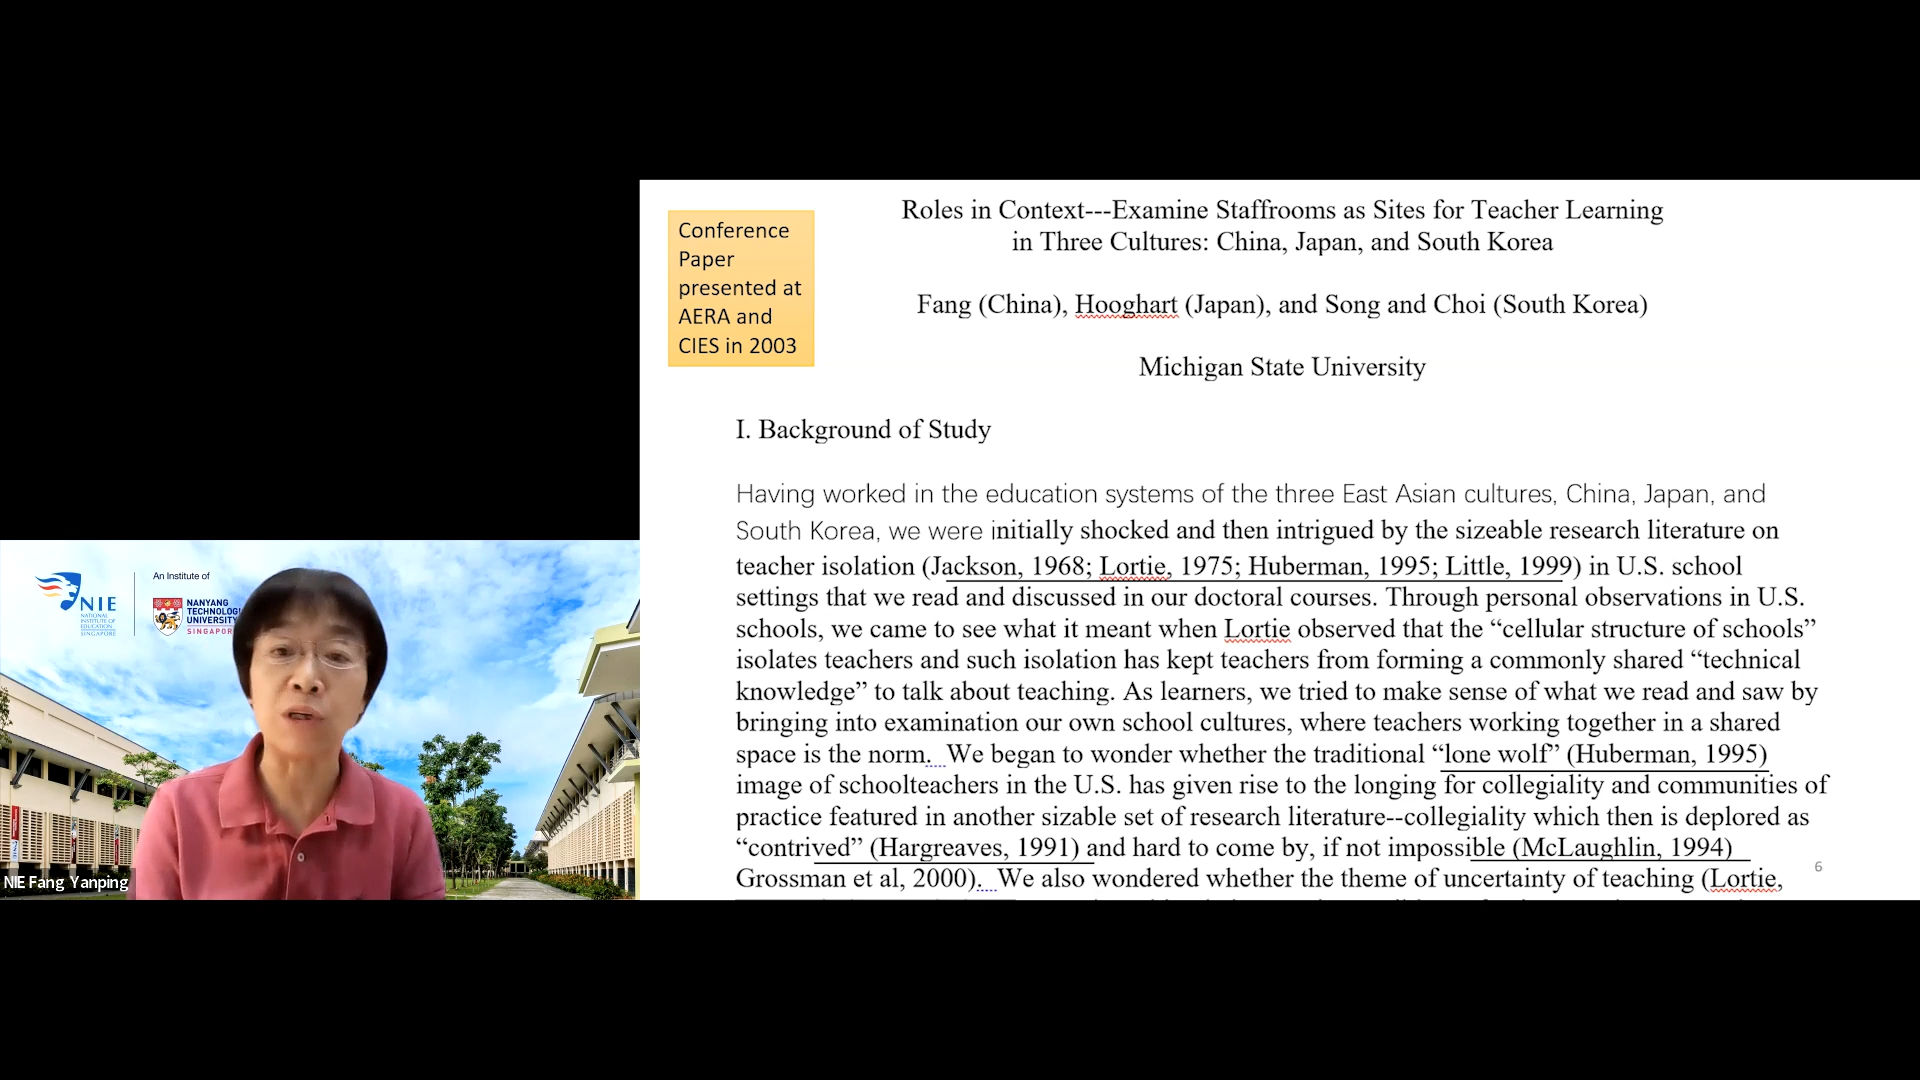 Conference
Paper
presented at
AERA and
CIES in 2003
Roles in Context---Examine Staffrooms as Sites for Teacher Learning
in Three Cultures: China, Japan, and South Korea
Fang (China), Hooghart (Japan), and Song and Choi (South Korea)
Michigan State University
I. Background of Study
Having worked in the education systems of the three East Asian cultures, China, Japan, and
South Korea, we were initially shocked and then intrigued by the sizeable research literature on
teacher isolation (Jackson, 1968; Lortie, 1975; Huberman, 1995; Little, 1999) in U.S. school
settings that we read and discussed in our doctoral courses. Through personal observations in U.S.
schools, we came to see what it meant when Lortie observed that the “cellular structure of schools”
isolates teachers and such isolation has kept teachers from forming a commonly shared “technical
knowledge” to talk about teaching. As learners, we tried to make sense of what we read and saw by
bringing into examination our own school cultures, where teachers working together in a shared
space is the norm.  We began to wonder whether the traditional “lone wolf” (Huberman, 1995)
image of schoolteachers in the U.S. has given rise to the longing for collegiality and communities of
practice featured in another sizable set of research literature--collegiality which then is deplored as
“contrived” (Hargreaves, 1991) and hard to come by, if not impossible (McLaughlin, 1994)
Grossman et al, 2000).  We also wondered whether the theme of uncertainty of teaching (Lortie,
6
NIE
NATIONAL
INSTITUTE OF
EDUCATION
SINGAPORE
An Institute of
NANYANG
TECHNOLOGI
UNIVERSITY
SINGAPOR
NIE Fang Yanping